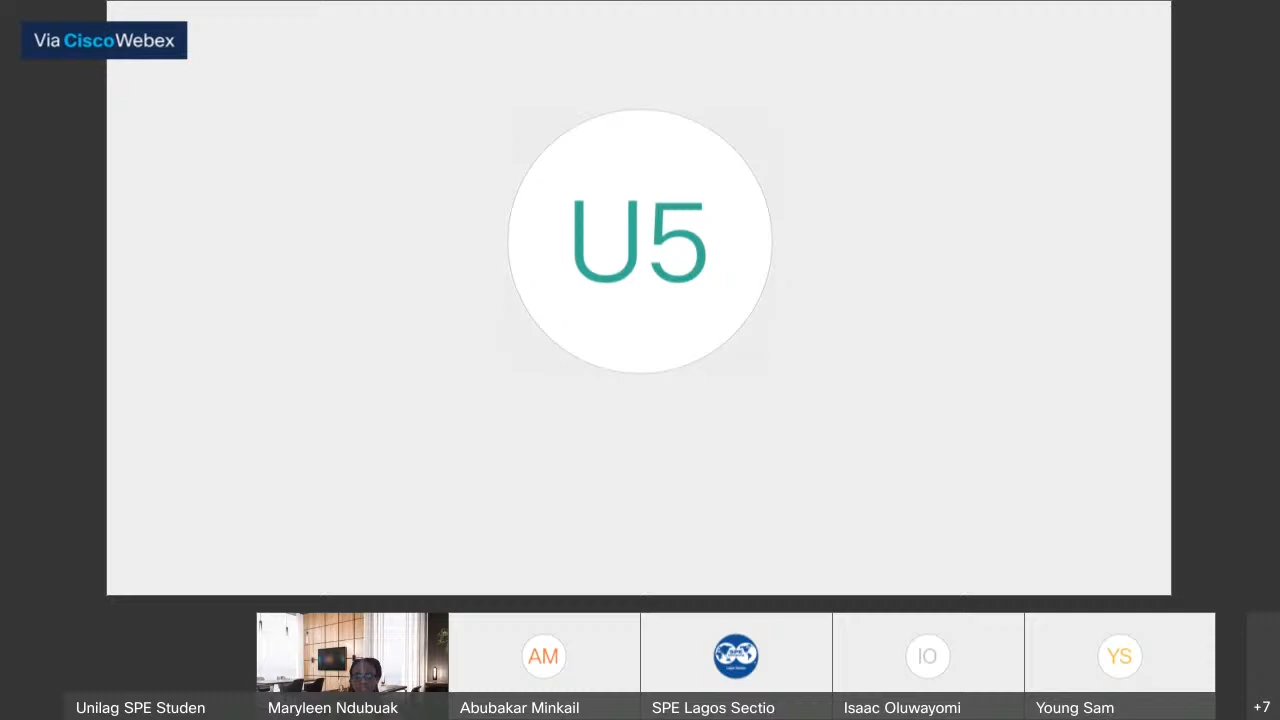 Via CiscoWebex
U5
AM
SPE
IO
YS
Unilag SPE Studen
Maryleen Ndubuak
Abubakar Minkail
SPE Lagos Sectio
Isaac Oluwayomi
Young Sam
+7